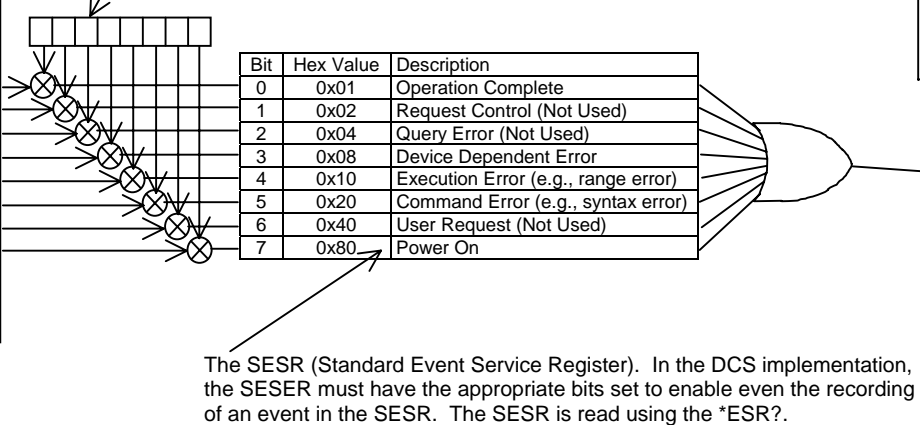 Bit Hex Value Description
0 0x01 Operation Complete
1 0x02 Request Control (Not Used)
2 0x04 Query Error (Not Used)
3 0x08 Device Dependent Error
4 0x10 Execution Error (e.g., range error)
5 0x20 Command Error (e.g., syntax error)
6 0x40 User Request (Not Used)
7 0x80 Power On
The SESR (Standard Event Service Register). In the DCS implementation,
the SESER must have the appropriate bits set to enable even the recording
of an event in the SESR. The SESR is read using the *ESR?.